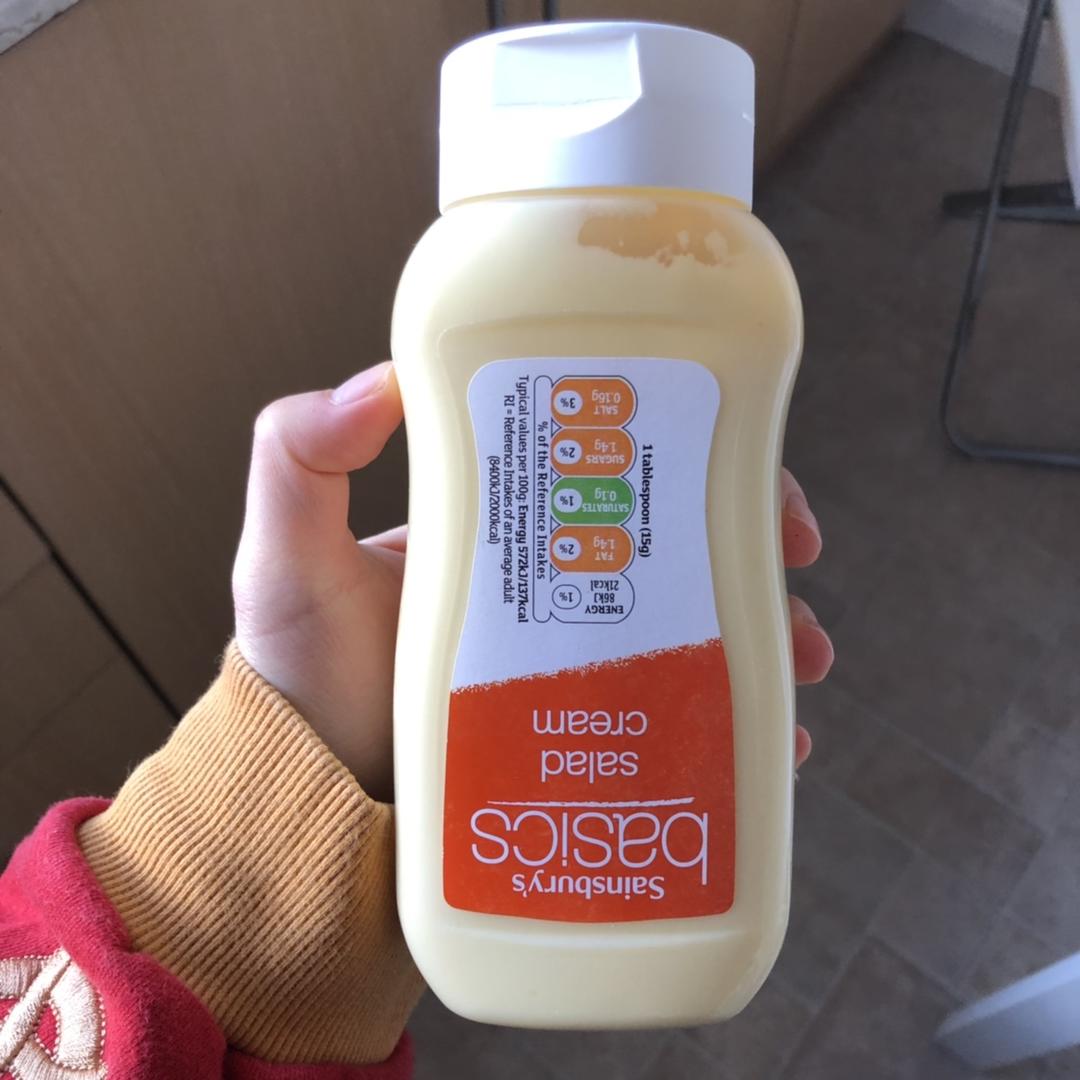 Sainsbury's
basics
salad
cream
1 tablespoon (15g)
ENERGY
86kJ
21kcal
1%
FAT
1.4g
2%
SATURATES
0.1g
1%
SUGARS
1.4g
2%
SALT
0.16g
3%
% of the Reference Intakes
Typical values per 100g: Energy 572kJ/137kcal
RI = Reference Intakes of an average adult
(8400kJ/2000kcal)